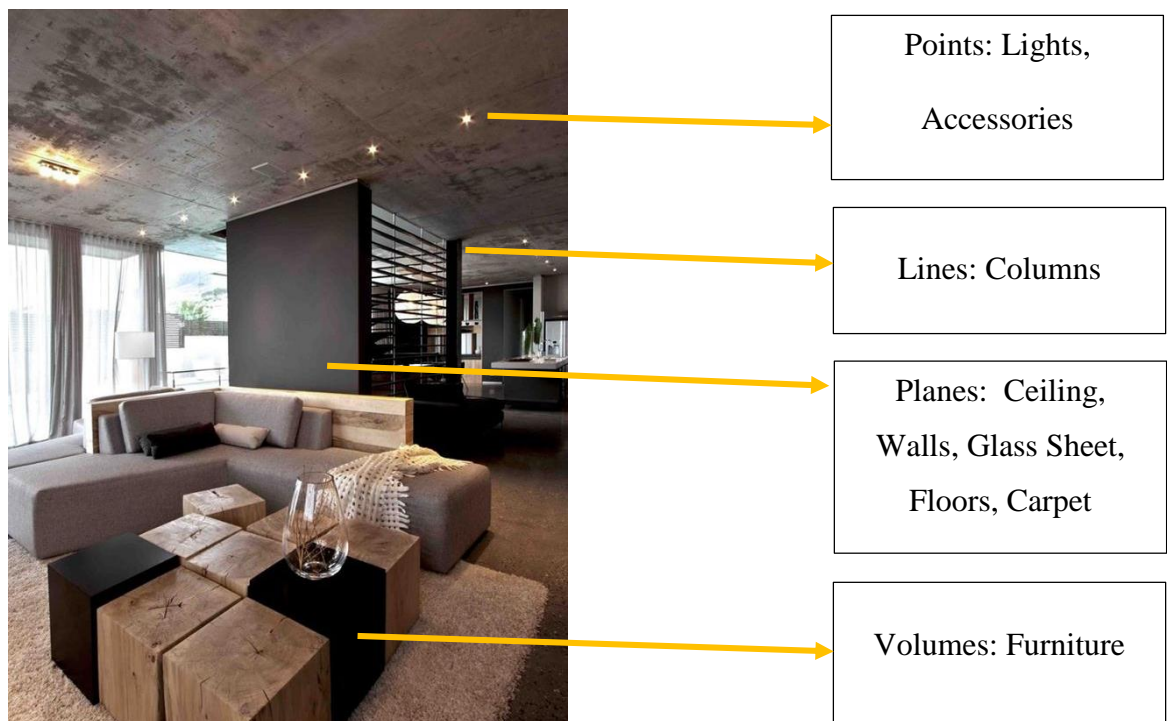 Points: Lights,
Accessories
Lines: Columns
Planes: Ceiling,
Walls, Glass Sheet,
Floors, Carpet
Volumes: Furniture